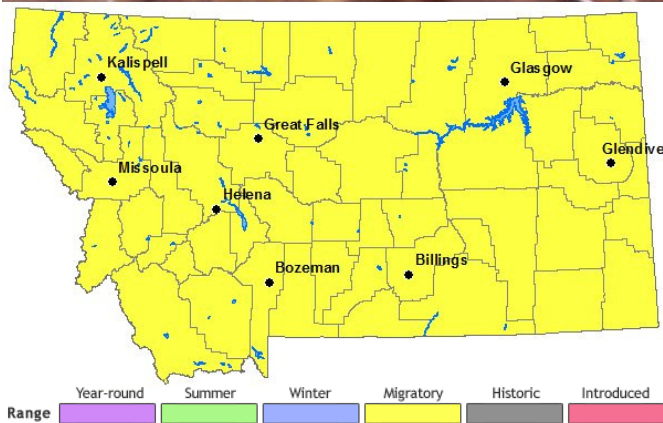 Kalispell
Glasgow
Great Falls
Glendive
Missoula
Helena
Bozeman
Billings
Year-round Summer Winter Migratory Historic Introduced
Range